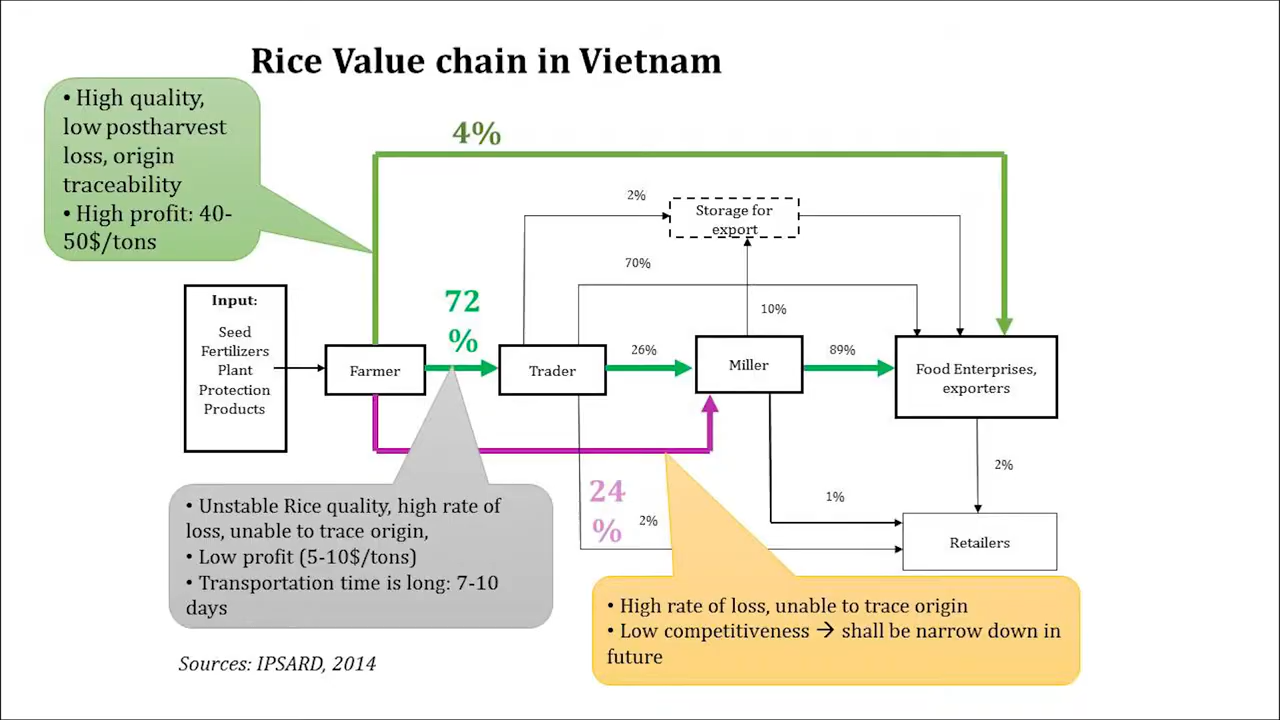 Rice Value chain in Vietnam
• High quality,
low postharvest
loss, origin
traceability
• High profit: 40-
50$/tons
4%
2%
Storage for
export
70%
Input:
Seed
Fertilizers
Plant
Protection
Products
72
%
10%
26%
89%
Farmer
Trader
Miller
Food Enterprises,
exporters
2%
24
%
2%
1%
Retailers
• Unstable Rice quality, high rate of
loss, unable to trace origin,
• Low profit (5-10$/tons)
• Transportation time is long: 7-10
days
• High rate of loss, unable to trace origin
• Low competitiveness → shall be narrow down in
future
Sources: IPSARD, 2014